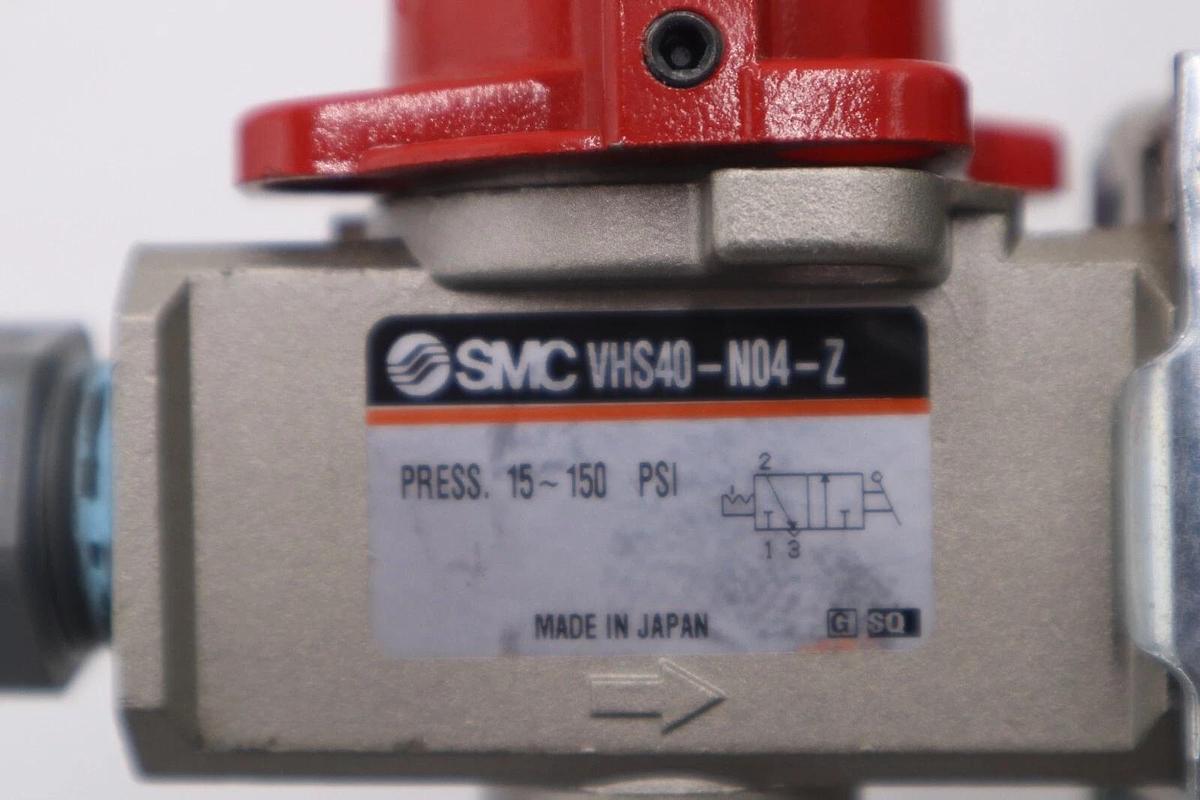 SMC VHS40-N04-Z
PRESS. 15~150 PSI
2
1 3
MADE IN JAPAN G SQ